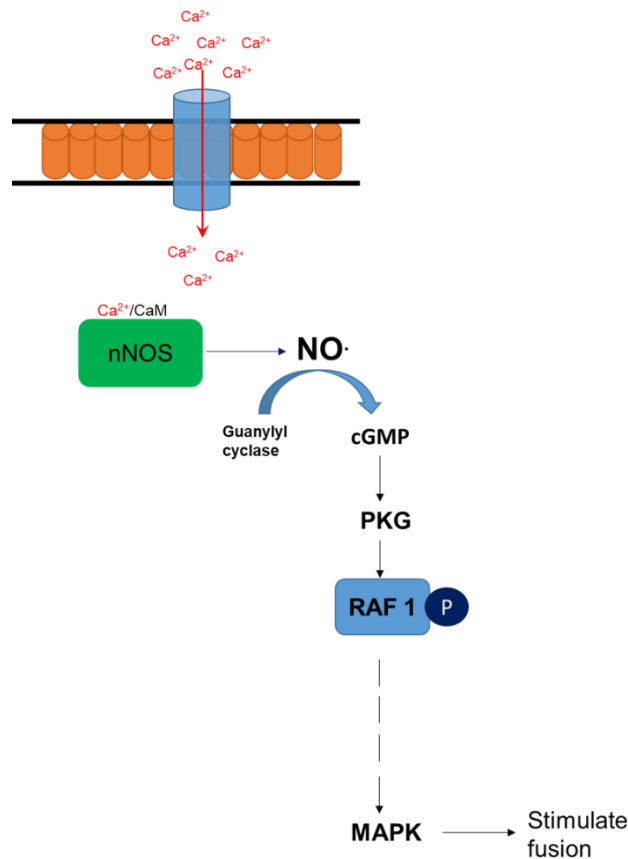 Ca²⁺
Ca²⁺ Ca²⁺ Ca²⁺
Ca²⁺ Ca²⁺ Ca²⁺
Ca²⁺ Ca²⁺
Ca²⁺
Ca²⁺/CaM
nNOS
NO·
Guanylyl
cyclase
cGMP
PKG
RAF 1 P
MAPK
Stimulate
fusion